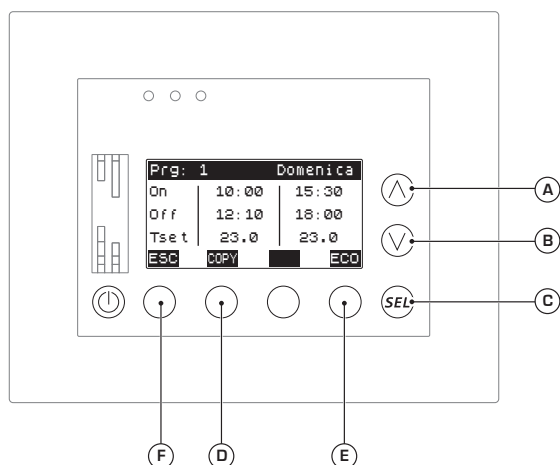 Prg: 1 Domenica
On 10:00 15:30
Off 12:10 18:00
Tset 23.0 23.0
ESC COPY ECO
SEL
A
B
C
F D E